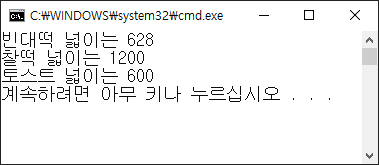 C:₩WINDOWS₩system32₩cmd.exe
빈대떡 넓이는 628
찰떡 넓이는 1200
토스트 넓이는 600
계속하려면 아무 키나 누르십시오 . . .